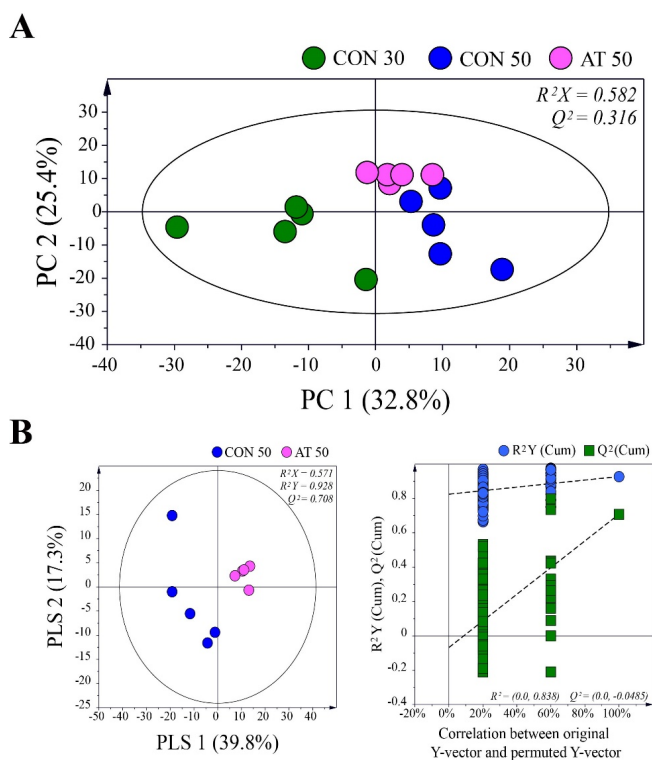 A
CON 30 CON 50 AT 50
R²X = 0.582
Q² = 0.316
PC 2 (25.4%)
30
20
10
0
-10
-20
-30
-40
-40 -30 -20 -10 0 10 20 30
PC 1 (32.8%)
B
CON 50 AT 50
R²X = 0.571
R²Y = 0.928
Q² = 0.708
PLS 2 (17.3%)
20
15
10
5
0
-5
-10
-15
-20
-25
-50 -40 -30 -20 -10 0 10 20 30 40
PLS 1 (39.8%)
R²Y (Cum) Q²(Cum)
R²Y (Cum), Q²(Cum)
0.8
0.6
0.4
0.2
0
-0.2
-0.4
R² = (0.0, 0.838) Q² = (0.0, -0.0485)
-20% 0% 20% 40% 60% 80% 100%
Correlation between original
Y-vector and permuted Y-vector